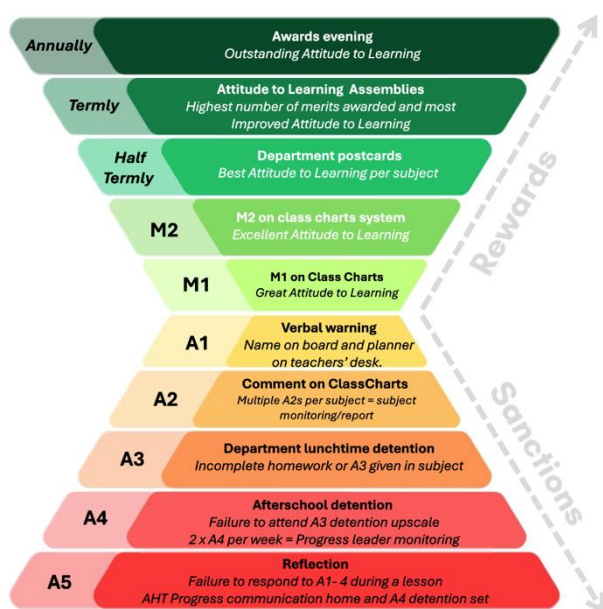 Annually
Awards evening
Outstanding Attitude to Learning
Termly
Attitude to Learning Assemblies
Highest number of merits awarded and most
Improved Attitude to Learning
Half
Termly
Department postcards
Best Attitude to Learning per subject
M2
M2 on class charts system
Excellent Attitude to Learning
M1
M1 on Class Charts
Great Attitude to Learning
Rewards
A1
Verbal warning
Name on board and planner
on teachers' desk.
A2
Comment on ClassCharts
Multiple A2s per subject = subject
monitoring/report
A3
Department lunchtime detention
Incomplete homework or A3 given in subject
A4
Afterschool detention
Failure to attend A3 detention upscale
2 x A4 per week = Progress leader monitoring
A5
Reflection
Failure to respond to A1- 4 during a lesson
AHT Progress communication home and A4 detention set
Sanctions